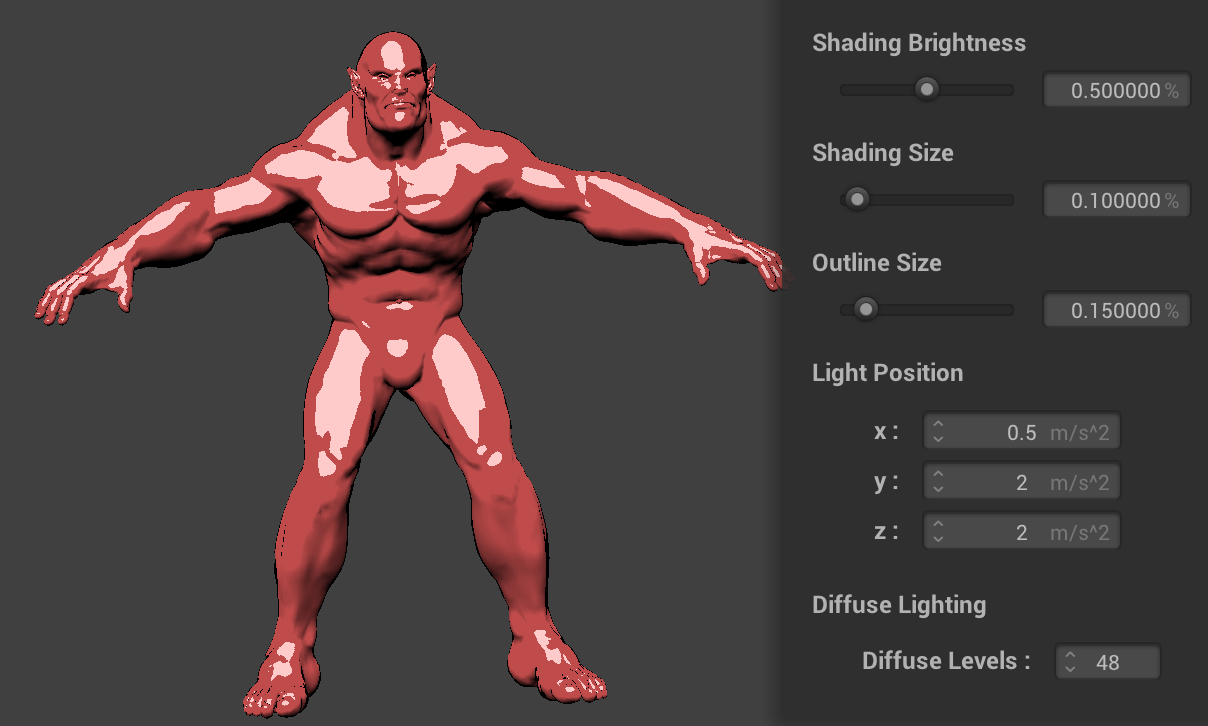 Shading Brightness
0.500000 %
Shading Size
0.100000 %
Outline Size
0.150000 %
Light Position
x : 0.5 m/s^2
y : 2 m/s^2
z : 2 m/s^2
Diffuse Lighting
Diffuse Levels : 48